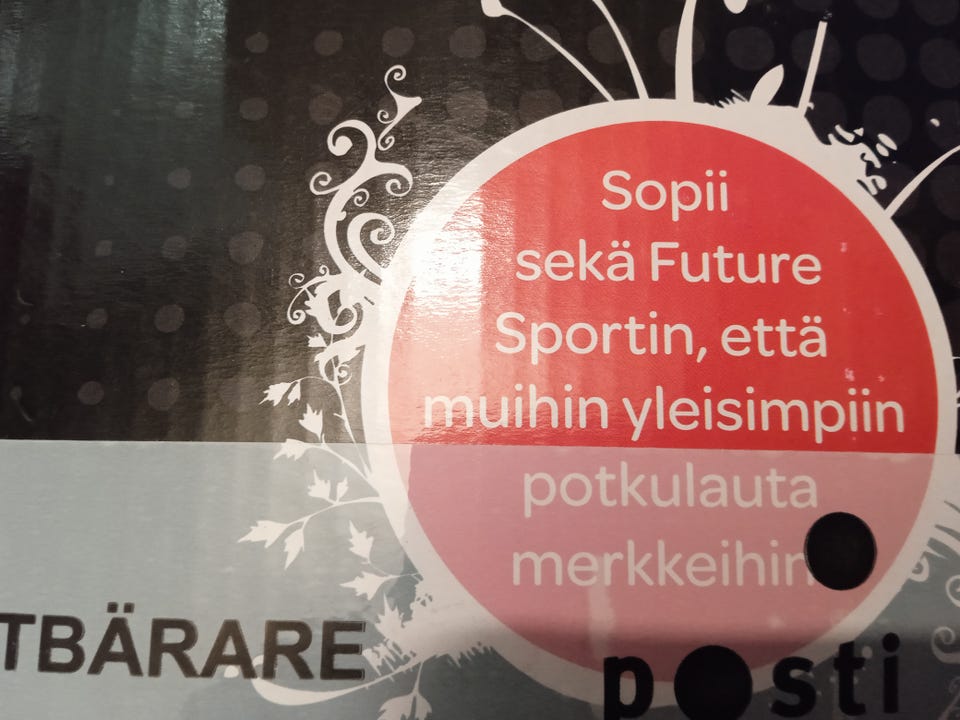 Sopii
sekä Future
Sportin, että
muihin yleisimpiin
potkulauta
merkkeihin
TBÄRARE
posti